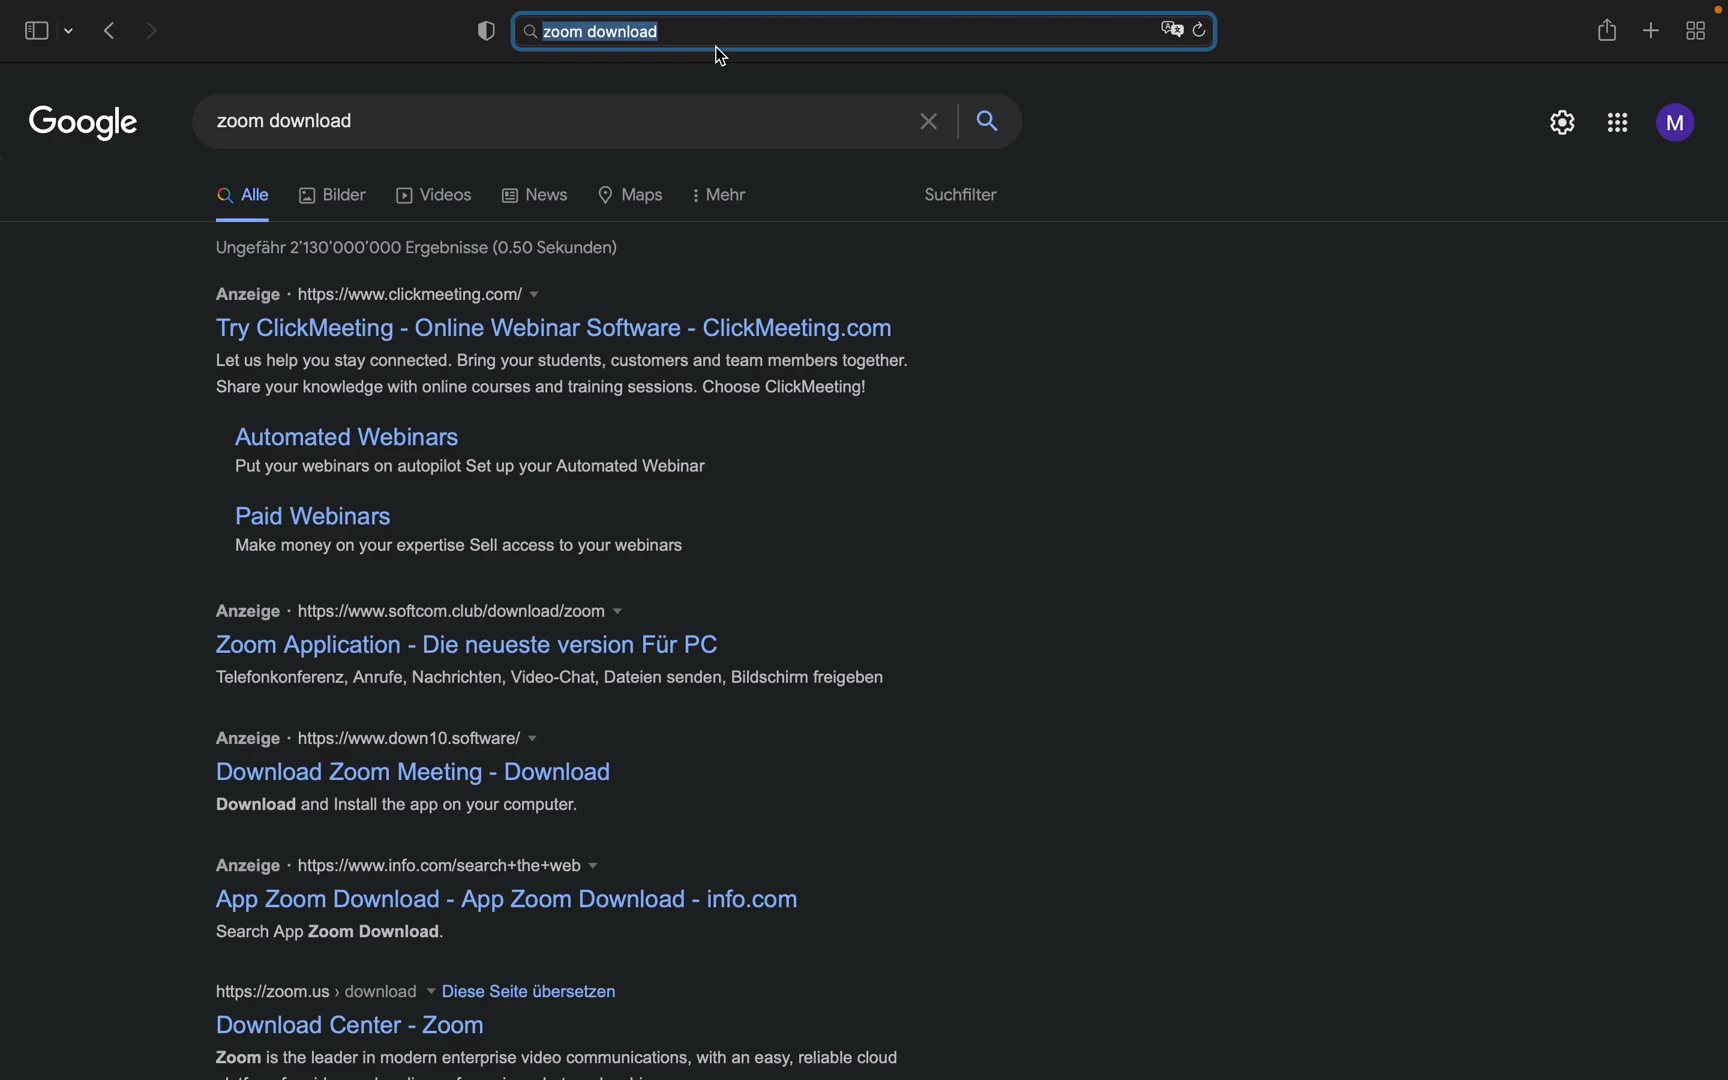 zoom download
Google
zoom download
M
Alle
Bilder
Videos
News
Maps
Mehr
Suchfilter
Ungefähr 2'130'000'000 Ergebnisse (0.50 Sekunden)
Anzeige · https://www.clickmeeting.com/
Try ClickMeeting - Online Webinar Software - ClickMeeting.com
Let us help you stay connected. Bring your students, customers and team members together.
Share your knowledge with online courses and training sessions. Choose ClickMeeting!
Automated Webinars
Put your webinars on autopilot Set up your Automated Webinar
Paid Webinars
Make money on your expertise Sell access to your webinars
Anzeige · https://www.softcom.club/download/zoom
Zoom Application - Die neueste version Für PC
Telefonkonferenz, Anrufe, Nachrichten, Video-Chat, Dateien senden, Bildschirm freigeben
Anzeige · https://www.down10.software/
Download Zoom Meeting - Download
Download and Install the app on your computer.
Anzeige · https://www.info.com/search+the+web
App Zoom Download - App Zoom Download - info.com
Search App Zoom Download.
https://zoom.us › download Diese Seite übersetzen
Download Center - Zoom
Zoom is the leader in modern enterprise video communications, with an easy, reliable cloud